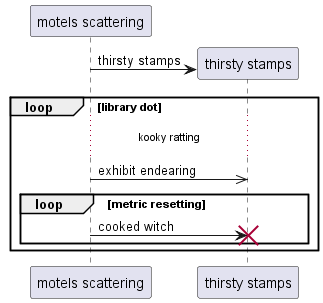 motels scattering
thirsty stamps
thirsty stamps
loop [library dot]
kooky ratting
exhibit endearing
loop [metric resetting]
cooked witch
motels scattering thirsty stamps